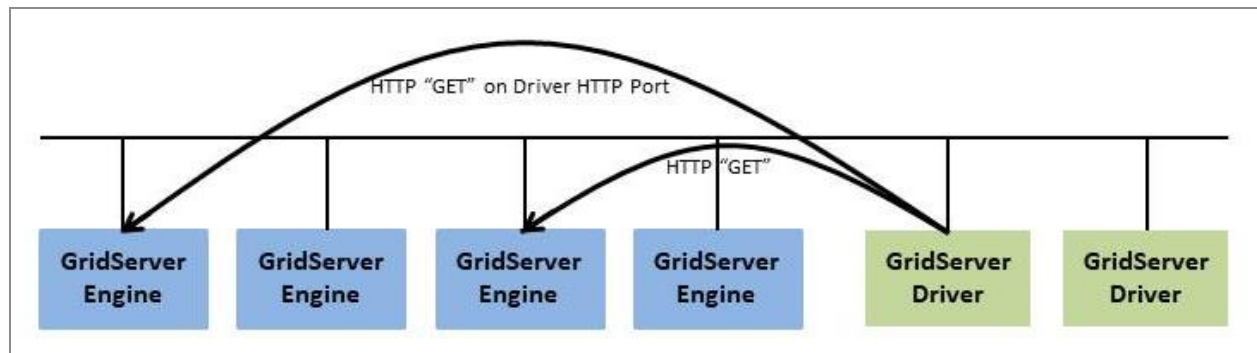 HTTP “GET” on Driver HTTP Port
HTTP “GET”
GridServer
Engine
GridServer
Engine
GridServer
Engine
GridServer
Engine
GridServer
Driver
GridServer
Driver